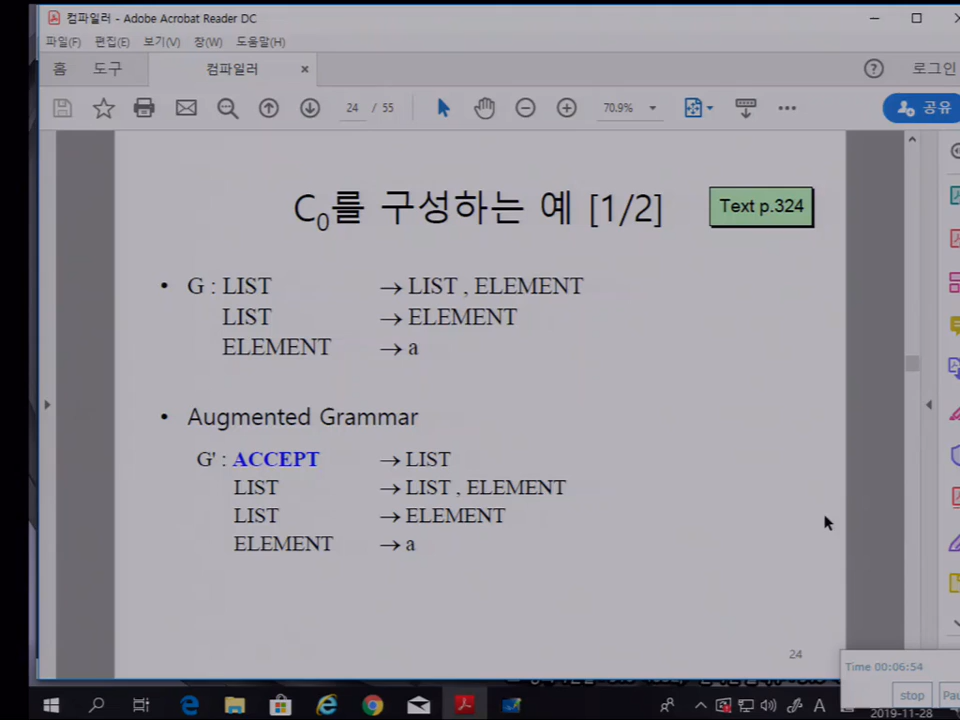 컴파일러 - Adobe Acrobat Reader DC
파일(F) 편집(E) 보기(V) 창(W) 도움말(H)
홈 도구 컴파일러 × ? 로그인
24 / 55 70.9% 공유
C0를 구성하는 예 [1/2] Text p.324
• G : LIST → LIST , ELEMENT
LIST → ELEMENT
ELEMENT → a
• Augmented Grammar
G' : ACCEPT → LIST
LIST → LIST , ELEMENT
LIST → ELEMENT
ELEMENT → a
24
Time 00:06:54
stop
A 2019-11-28